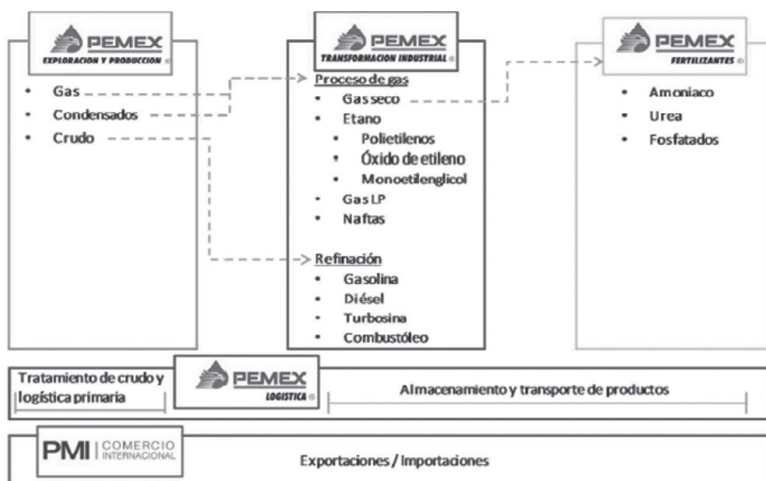 PEMEX
EXPLORACION Y PRODUCCION ®
• Gas
• Condensados
• Crudo
PEMEX
TRANSFORMACION INDUSTRIAL ®
Proceso de gas
• Gas seco
• Etano
• Polietilenos
• Óxido de etileno
• Monoetilenglicol
• Gas LP
• Naftas
Refinación
• Gasolina
• Diésel
• Turbosina
• Combustóleo
PEMEX
FERTILIZANTES ®
• Amoniaco
• Urea
• Fosfatados
Tratamiento de crudo y
logística primaria
PEMEX
LOGISTICA ®
Almacenamiento y transporte de productos
PMI COMERCIO
INTERNACIONAL
Exportaciones / Importaciones